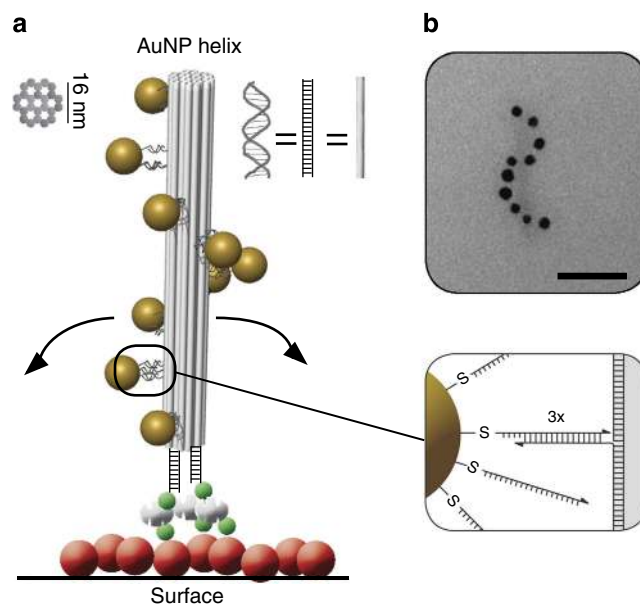 a
AuNP helix
16 nm
= =
Surface
b
S
S
3x
S
S